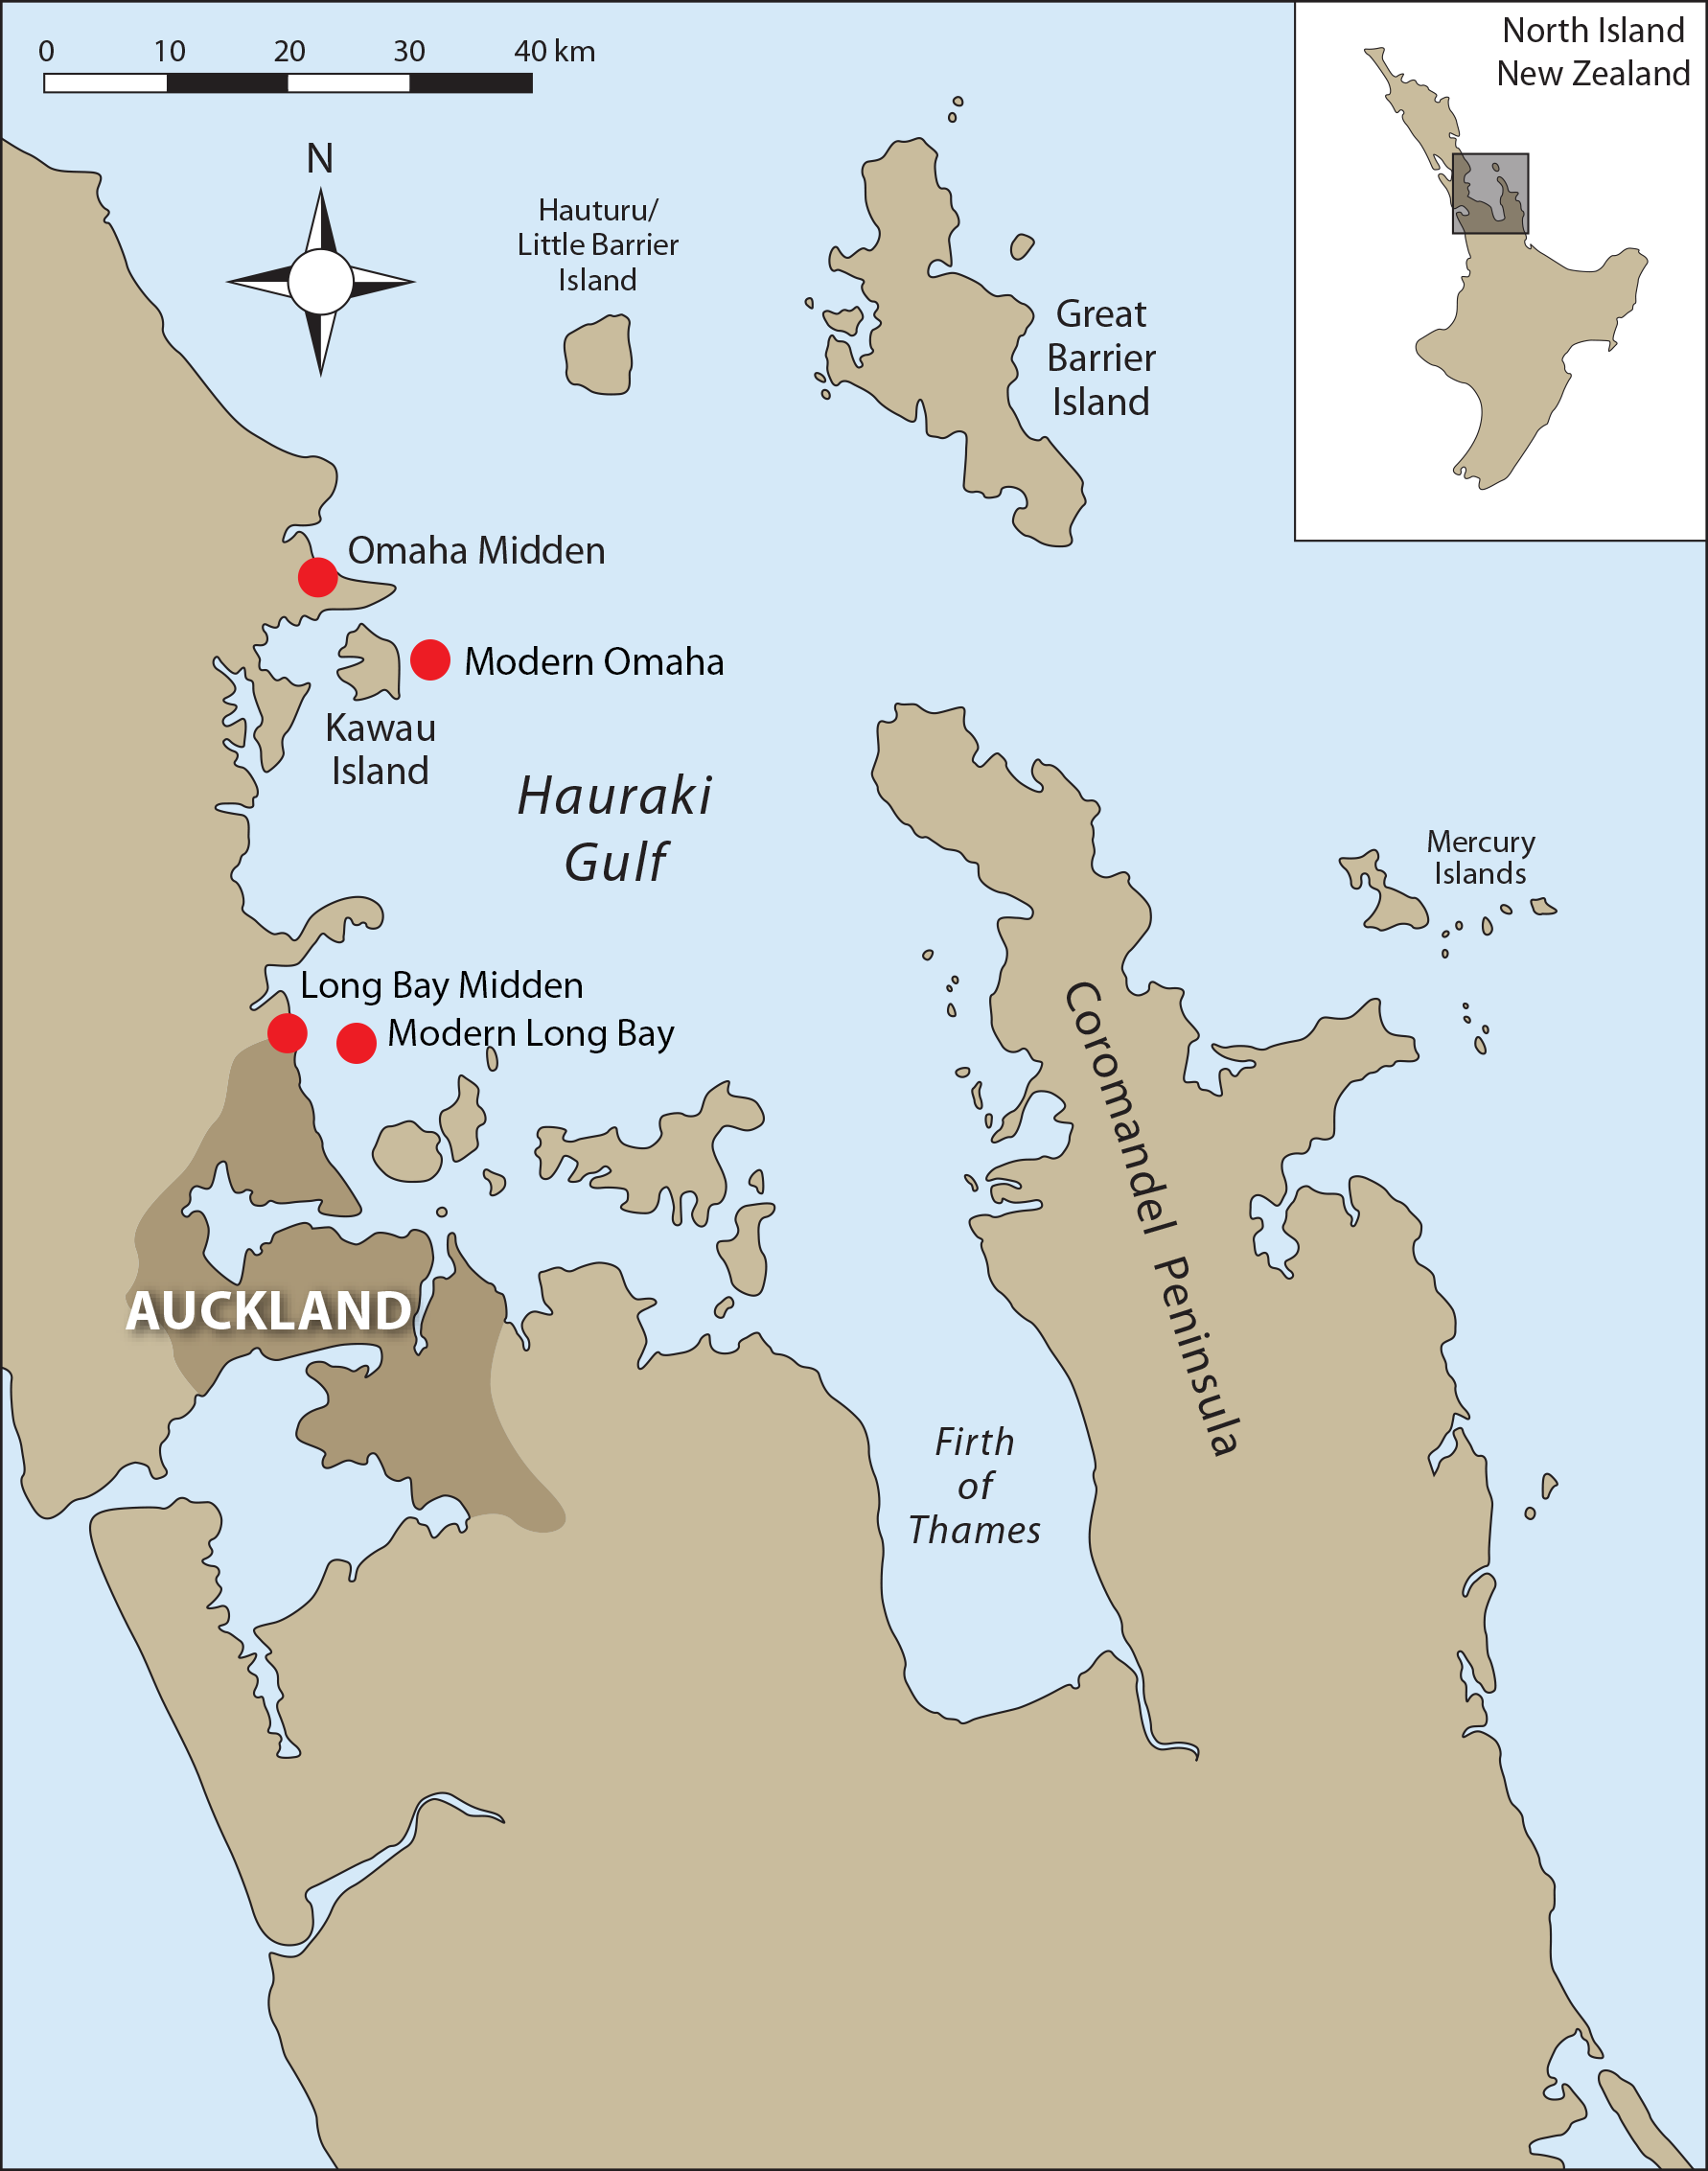 0 10 20 30 40 km
North Island
New Zealand
N
Hauturu/
Little Barrier
Island
Great
Barrier
Island
Omaha Midden
Modern Omaha
Kawau
Island
Hauraki
Gulf
Mercury
Islands
Long Bay Midden
Modern Long Bay
Coromandel Peninsula
AUCKLAND
Firth
of
Thames